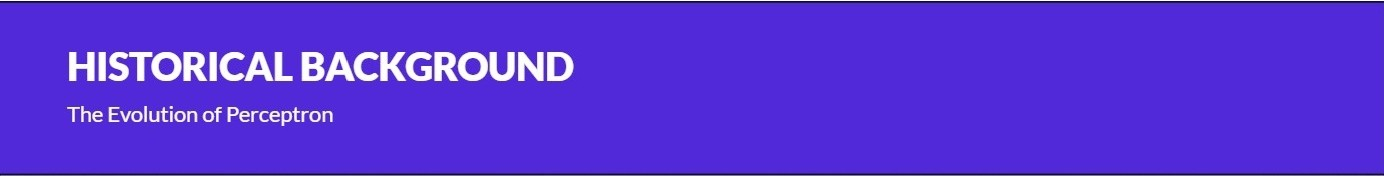 HISTORICAL BACKGROUND
The Evolution of Perceptron